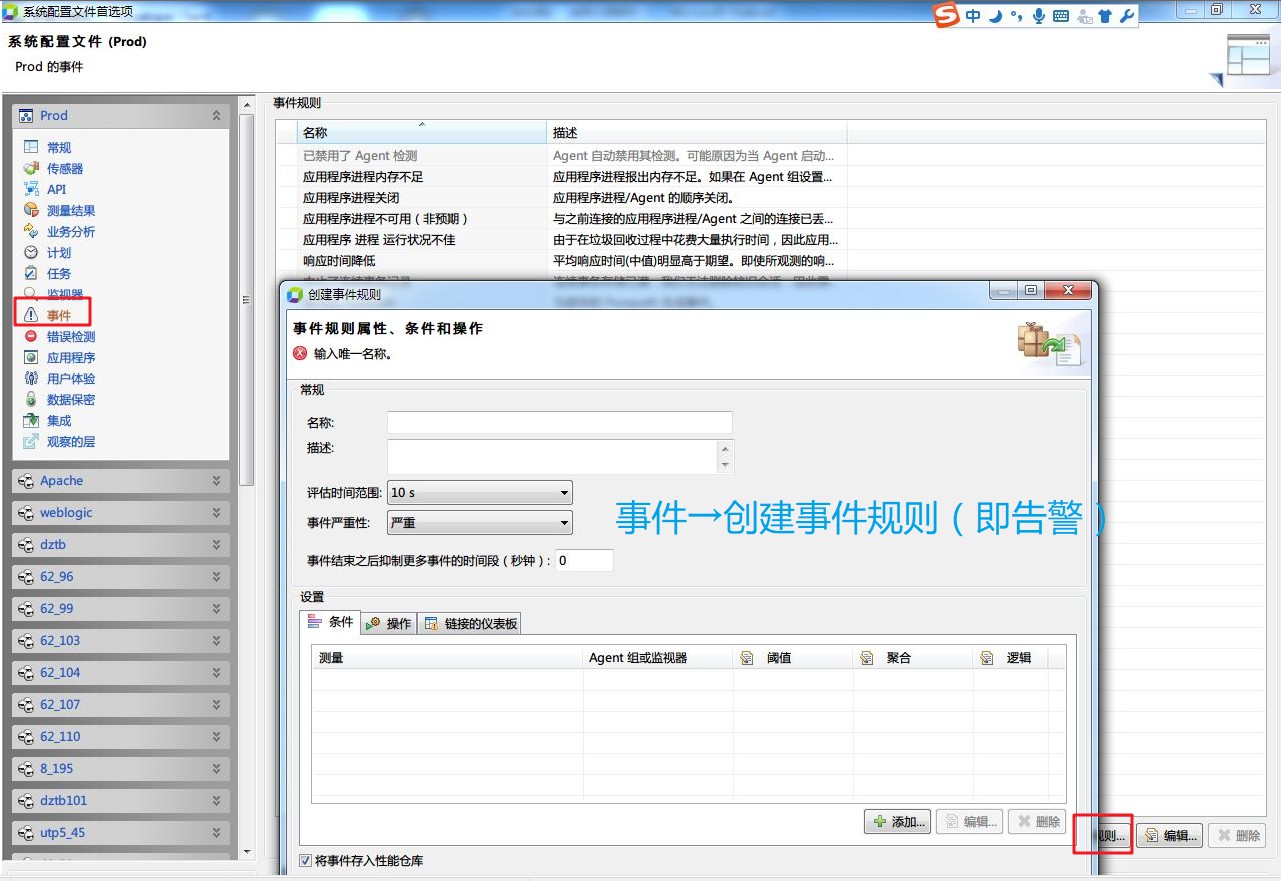 系统配置文件首选项
中
系统配置文件 (Prod)
Prod 的事件
Prod
常规
传感器
API
测量结果
业务分析
计划
任务
监视器
事件
错误检测
应用程序
用户体验
数据保密
集成
观察的层
Apache
weblogic
dztb
62_96
62_99
62_103
62_104
62_107
62_110
8_195
dztb101
utp5_45
事件规则
名称 描述
已禁用了 Agent 检测 Agent 自动禁用其检测。可能原因为当 Agent 启动...
应用程序进程内存不足 应用程序进程报出内存不足。如果在 Agent 组设置...
应用程序进程关闭 应用程序进程/Agent 的顺序关闭。
应用程序进程不可用（非预期） 与之前连接的应用程序进程/Agent 之间的连接已丢...
应用程序 进程 运行状况不佳 由于在垃圾回收过程中花费大量执行时间，因此应用...
响应时间降低 平均响应时间(中值)明显高于期望。即使所观测的响...
创建事件规则
事件规则属性、条件和操作
输入唯一名称。
常规
名称:
描述:
评估时间范围: 10 s
事件严重性: 严重
事件→创建事件规则（即告警）
事件结束之后抑制更多事件的时间段（秒钟）: 0
设置
条件 操作 链接的仪表板
测量 Agent 组或监视器 阈值 聚合 逻辑
添加... 编辑... 删除
则... 编辑... 删除
将事件存入性能仓库